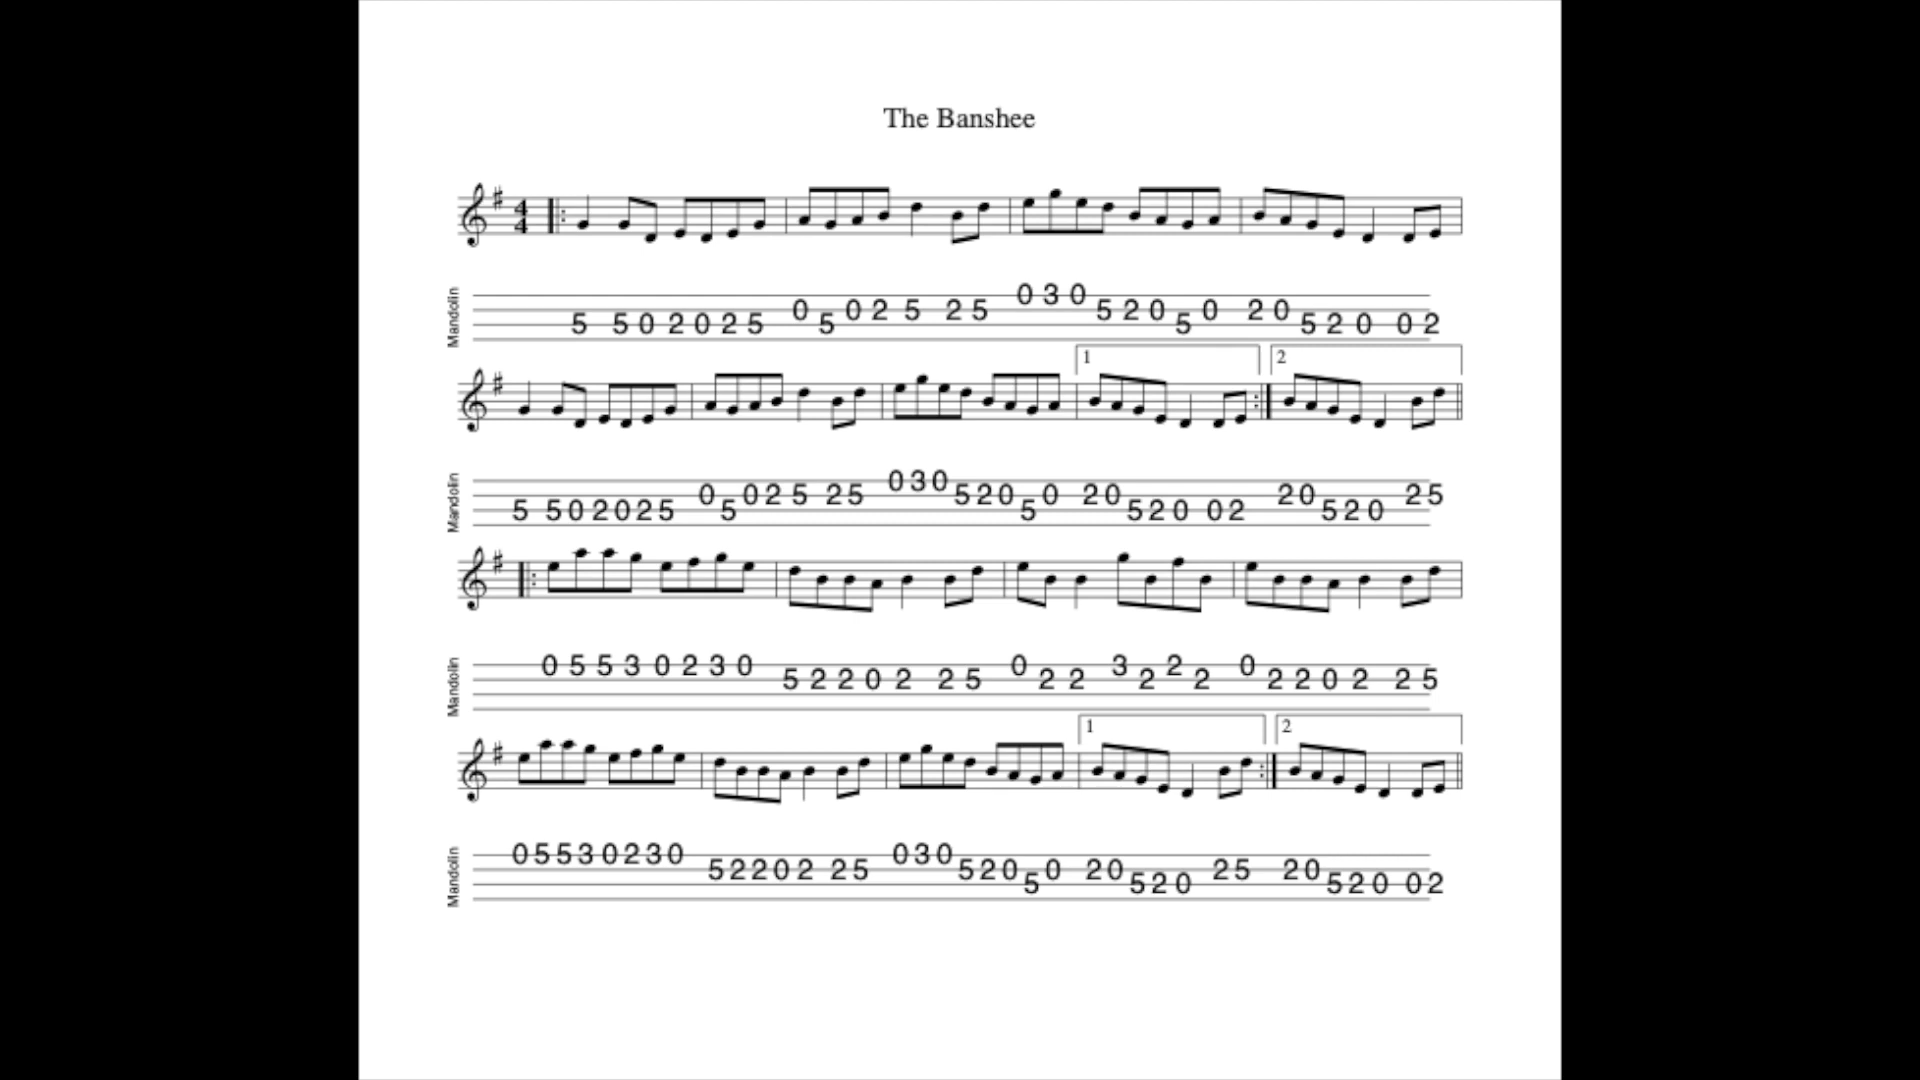 The Banshee
4
4
Mandolin
5 5 0 2 0 2 5 0 5 0 2 5 2 5 0 3 0 5 2 0 5 0 2 0 5 2 0 0 2
1 2
Mandolin
5 5 0 2 0 2 5 0 5 0 2 5 2 5 0 3 0 5 2 0 5 0 2 0 5 2 0 0 2 2 0 5 2 0 2 5
Mandolin
0 5 5 3 0 2 3 0 5 2 2 0 2 2 5 0 2 2 3 2 2 2 0 2 2 0 2 2 5
1 2
Mandolin
0 5 5 3 0 2 3 0 5 2 2 0 2 2 5 0 3 0 5 2 0 5 0 2 0 5 2 0 2 5 2 0 5 2 0 0 2